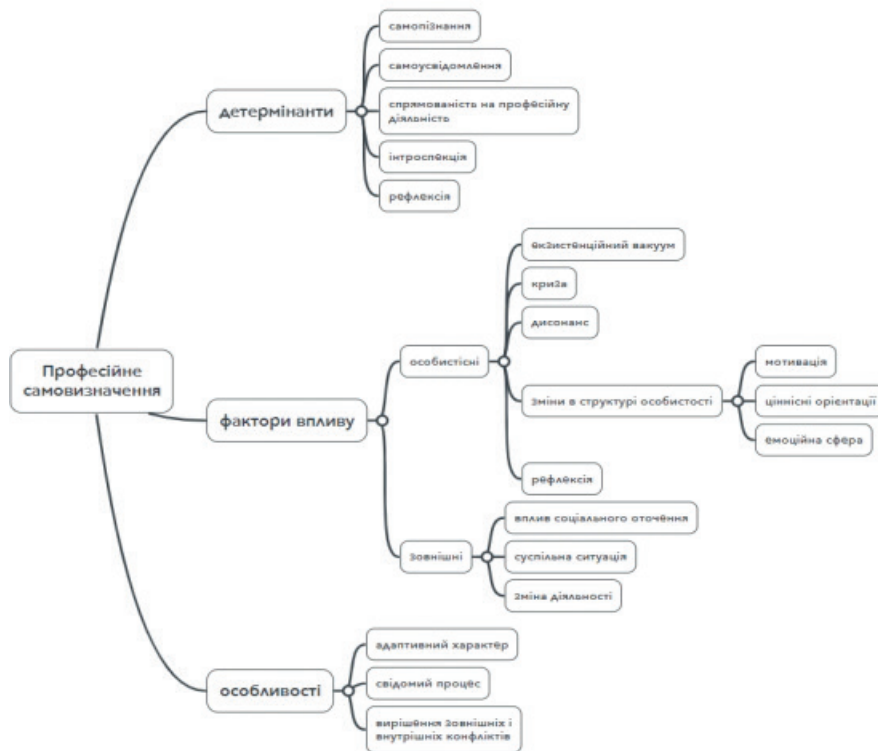 самопізнання
самоусвідомлення
детермінанти
спрямованість на професійну
діяльність
інтроспекція
рефлексія
екзистенційний вакуум
криза
дисонанс
особистісні
мотивація
Професійне
самовизначення
зміни в структурі особистості
ціннісні орієнтації
фактори впливу
емоційна сфера
рефлексія
вплив соціального оточення
зовнішні
суспільна ситуація
зміна діяльності
адаптивний характер
особливості
свідомий процес
вирішення зовнішніх і
внутрішніх конфліктів